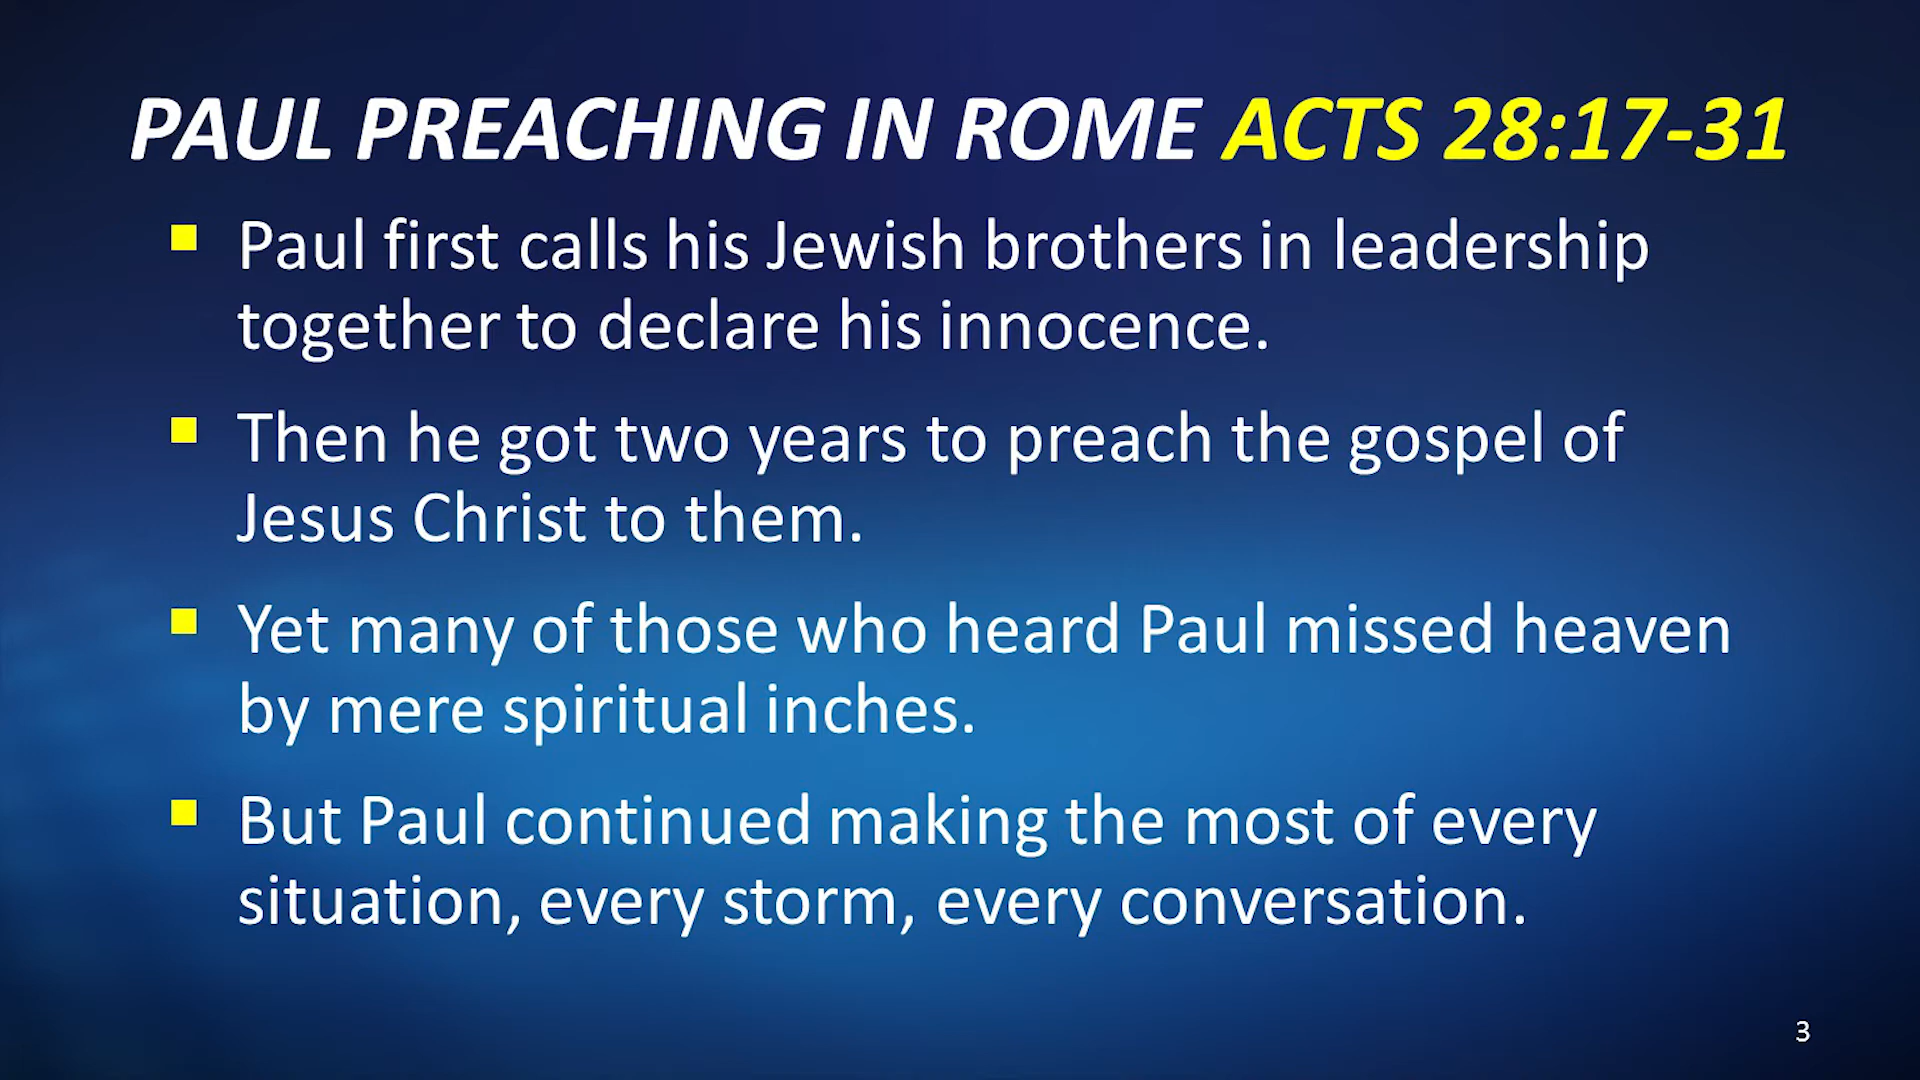 PAUL PREACHING IN ROME ACTS 28:17-31
Paul first calls his Jewish brothers in leadership
together to declare his innocence.
Then he got two years to preach the gospel of
Jesus Christ to them.
Yet many of those who heard Paul missed heaven
by mere spiritual inches.
But Paul continued making the most of every
situation, every storm, every conversation.
3